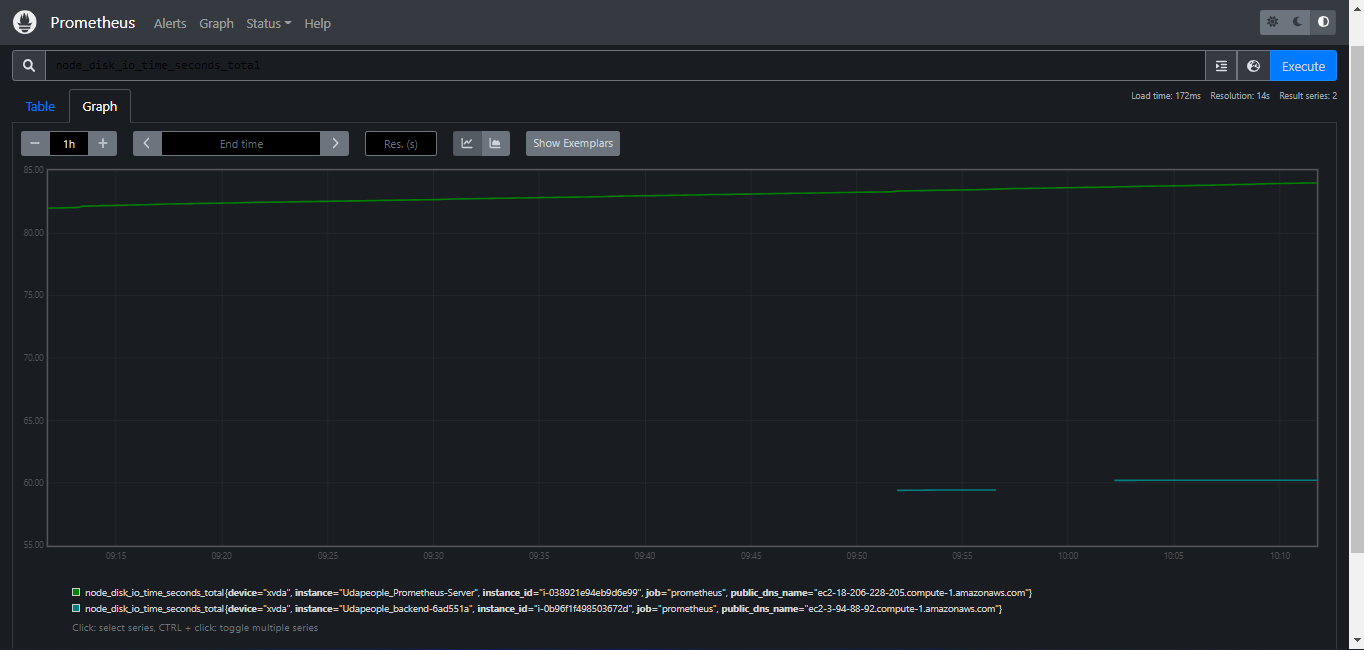 Prometheus Alerts Graph Status Help
node_disk_io_time_seconds_total Execute
Load time: 172ms Resolution: 14s Result series: 2
Table Graph
− 1h + End time Res. (s) Show Exemplars
85.00
80.00
75.00
70.00
65.00
60.00
55.00
09:15 09:20 09:25 09:30 09:35 09:40 09:45 09:50 09:55 10:00 10:05 10:10
node_disk_io_time_seconds_total{device="xvda", instance="Udapeople_Prometheus-Server", instance_id="i-038921e94eb9d6e99", job="prometheus", public_dns_name="ec2-18-206-228-205.compute-1.amazonaws.com"}
node_disk_io_time_seconds_total{device="xvda", instance="Udapeople_backend-6ad551a", instance_id="i-0b96f1f498503672d", job="prometheus", public_dns_name="ec2-3-94-88-92.compute-1.amazonaws.com"}
Click: select series, CTRL + click: toggle multiple series